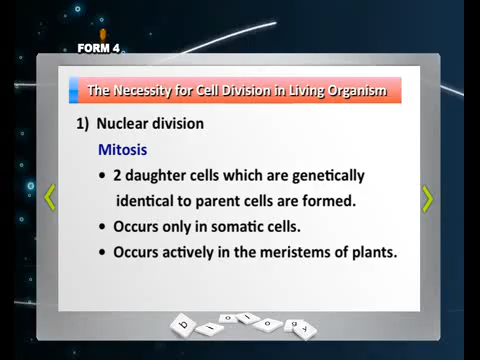 FORM 4
The Necessity for Cell Division in Living Organism
1) Nuclear division
Mitosis
• 2 daughter cells which are genetically
identical to parent cells are formed.
• Occurs only in somatic cells.
• Occurs actively in the meristems of plants.
biology